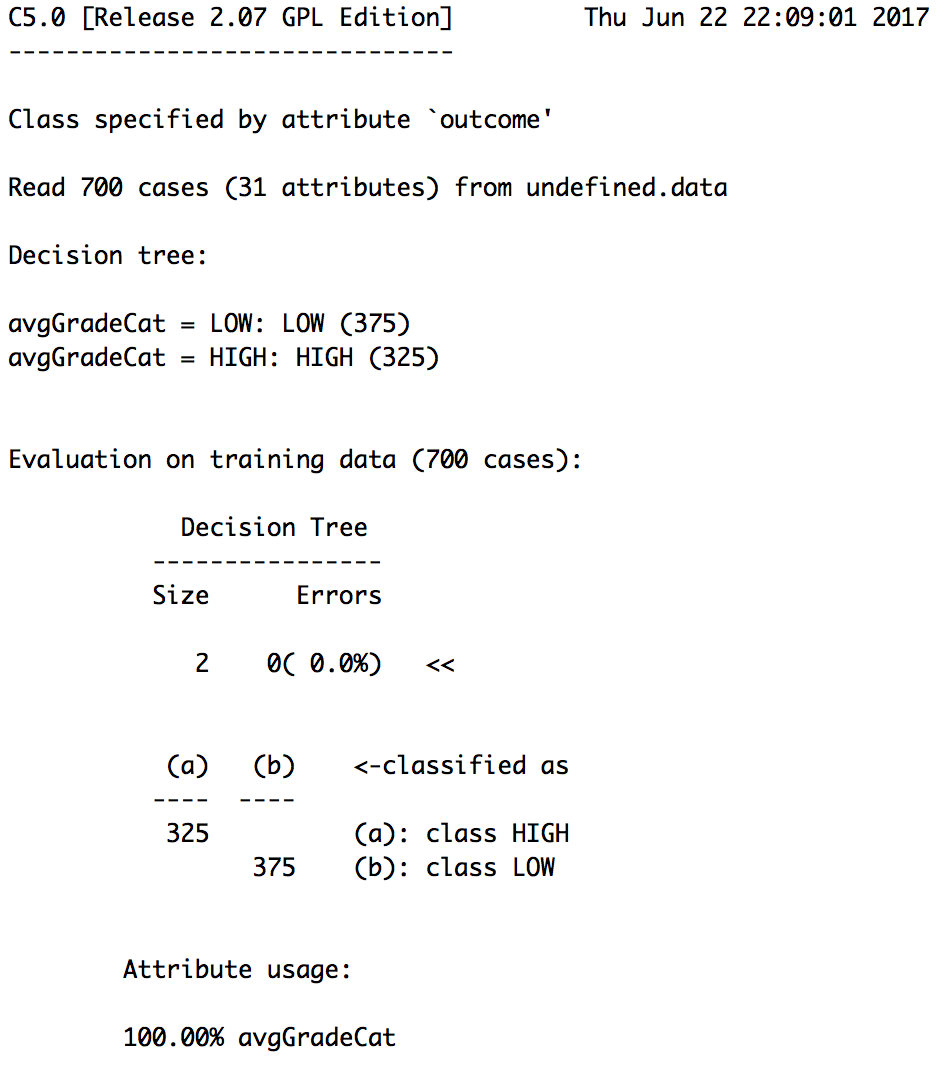 C5.0 [Release 2.07 GPL Edition]         Thu Jun 22 22:09:01 2017
-------------------------------
Class specified by attribute `outcome'
Read 700 cases (31 attributes) from undefined.data
Decision tree:
avgGradeCat = LOW: LOW (375)
avgGradeCat = HIGH: HIGH (325)
Evaluation on training data (700 cases):
            Decision Tree
          ----------------
          Size      Errors
             2    0( 0.0%)   <<
           (a)   (b)    <-classified as
          ----  ----
           325          (a): class HIGH
                 375    (b): class LOW
        Attribute usage:
        100.00% avgGradeCat